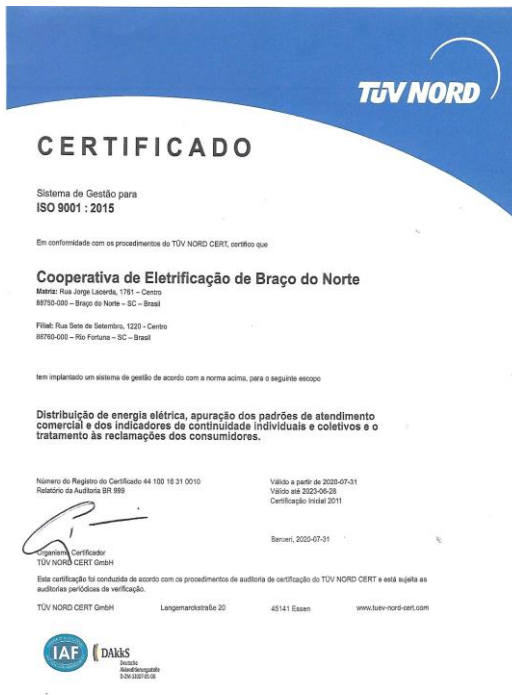 TÜV NORD
CERTIFICADO
Sistema de Gestão para
ISO 9001 : 2015
Em conformidade com os procedimentos do TÜV NORD CERT, certifico que
Cooperativa de Eletrificação de Braço do Norte
Matriz: Rua Jorge Lacerda, 1761 – Centro
88750-000 – Braço do Norte – SC – Brasil
Filial: Rua Sete de Setembro, 1220 - Centro
88760-000 – Rio Fortuna – SC – Brasil
tem implantado um sistema de gestão de acordo com a norma acima, para o seguinte escopo
Distribuição de energia elétrica, apuração dos padrões de atendimento
comercial e dos indicadores de continuidade individuais e coletivos e o
tratamento às reclamações dos consumidores.
Número do Registro do Certificado 44 100 16 31 0010
Relatório da Auditoria BR 999
Válido a partir de 2020-07-31
Válido até 2023-06-28
Certificação Inicial 2011
Barueri, 2020-07-31
Organismo Certificador
TÜV NORD CERT GmbH
Esta certificação foi conduzida de acordo com os procedimentos de auditoria de certificação do TÜV NORD CERT e está sujeita as
auditorias periódicas de verificação.
TÜV NORD CERT GmbH Langemarckstraße 20 45141 Essen www.tuev-nord-cert.com
IAF
DAkkS
Deutsche
Akkreditierungsstelle